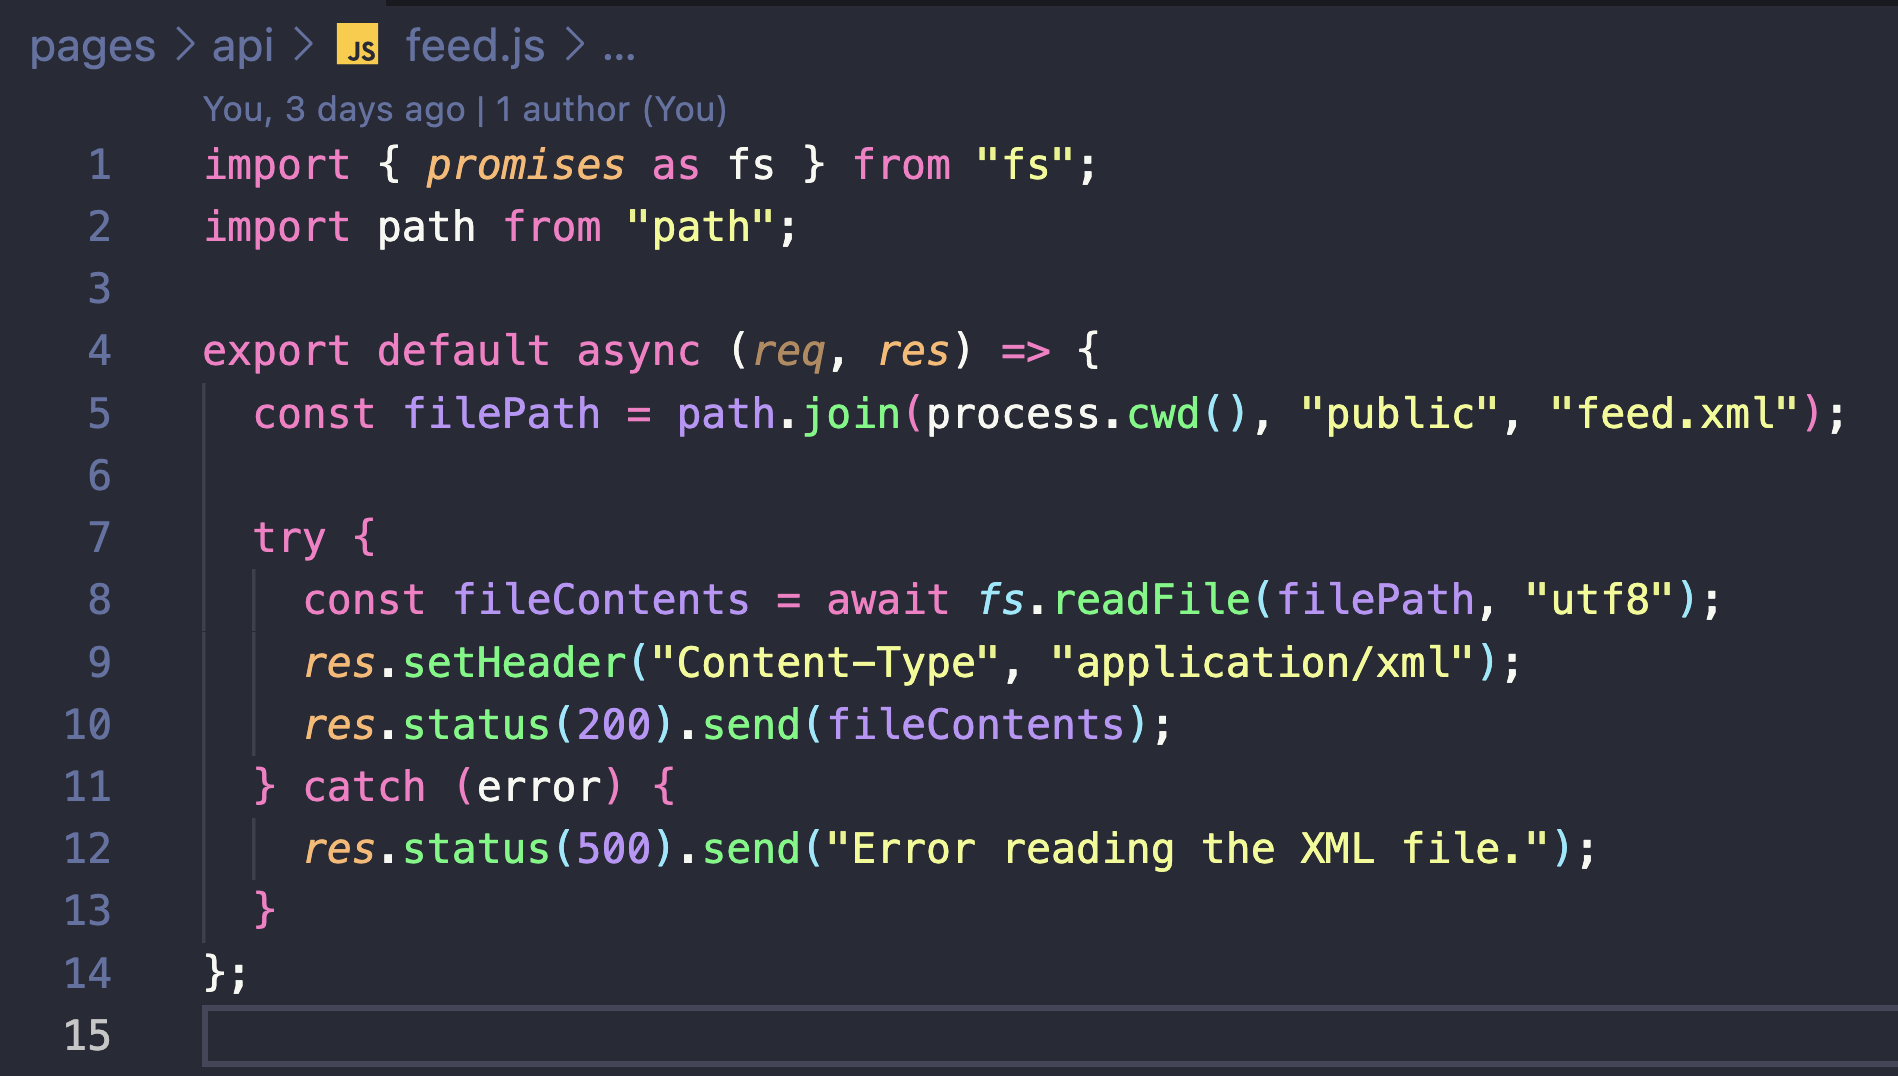 pages > api > JS feed.js > ...
You, 3 days ago | 1 author (You)
1 import { promises as fs } from "fs";
2 import path from "path";
3
4 export default async (req, res) => {
5   const filePath = path.join(process.cwd(), "public", "feed.xml");
6
7   try {
8     const fileContents = await fs.readFile(filePath, "utf8");
9     res.setHeader("Content-Type", "application/xml");
10     res.status(200).send(fileContents);
11   } catch (error) {
12     res.status(500).send("Error reading the XML file.");
13   }
14 };
15